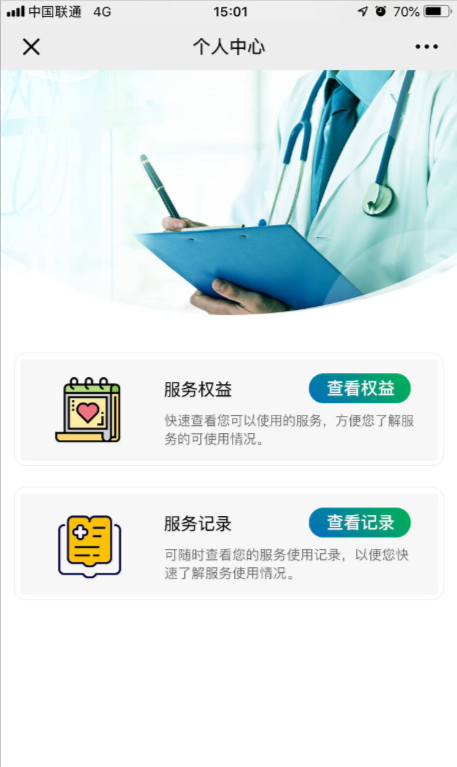 中国联通 4G 15:01 70%
个人中心
服务权益 查看权益
快速查看您可以使用的服务，方便您了解服
务的可使用情况。
服务记录 查看记录
可随时查看您的服务使用记录，以便您快
速了解服务使用情况。